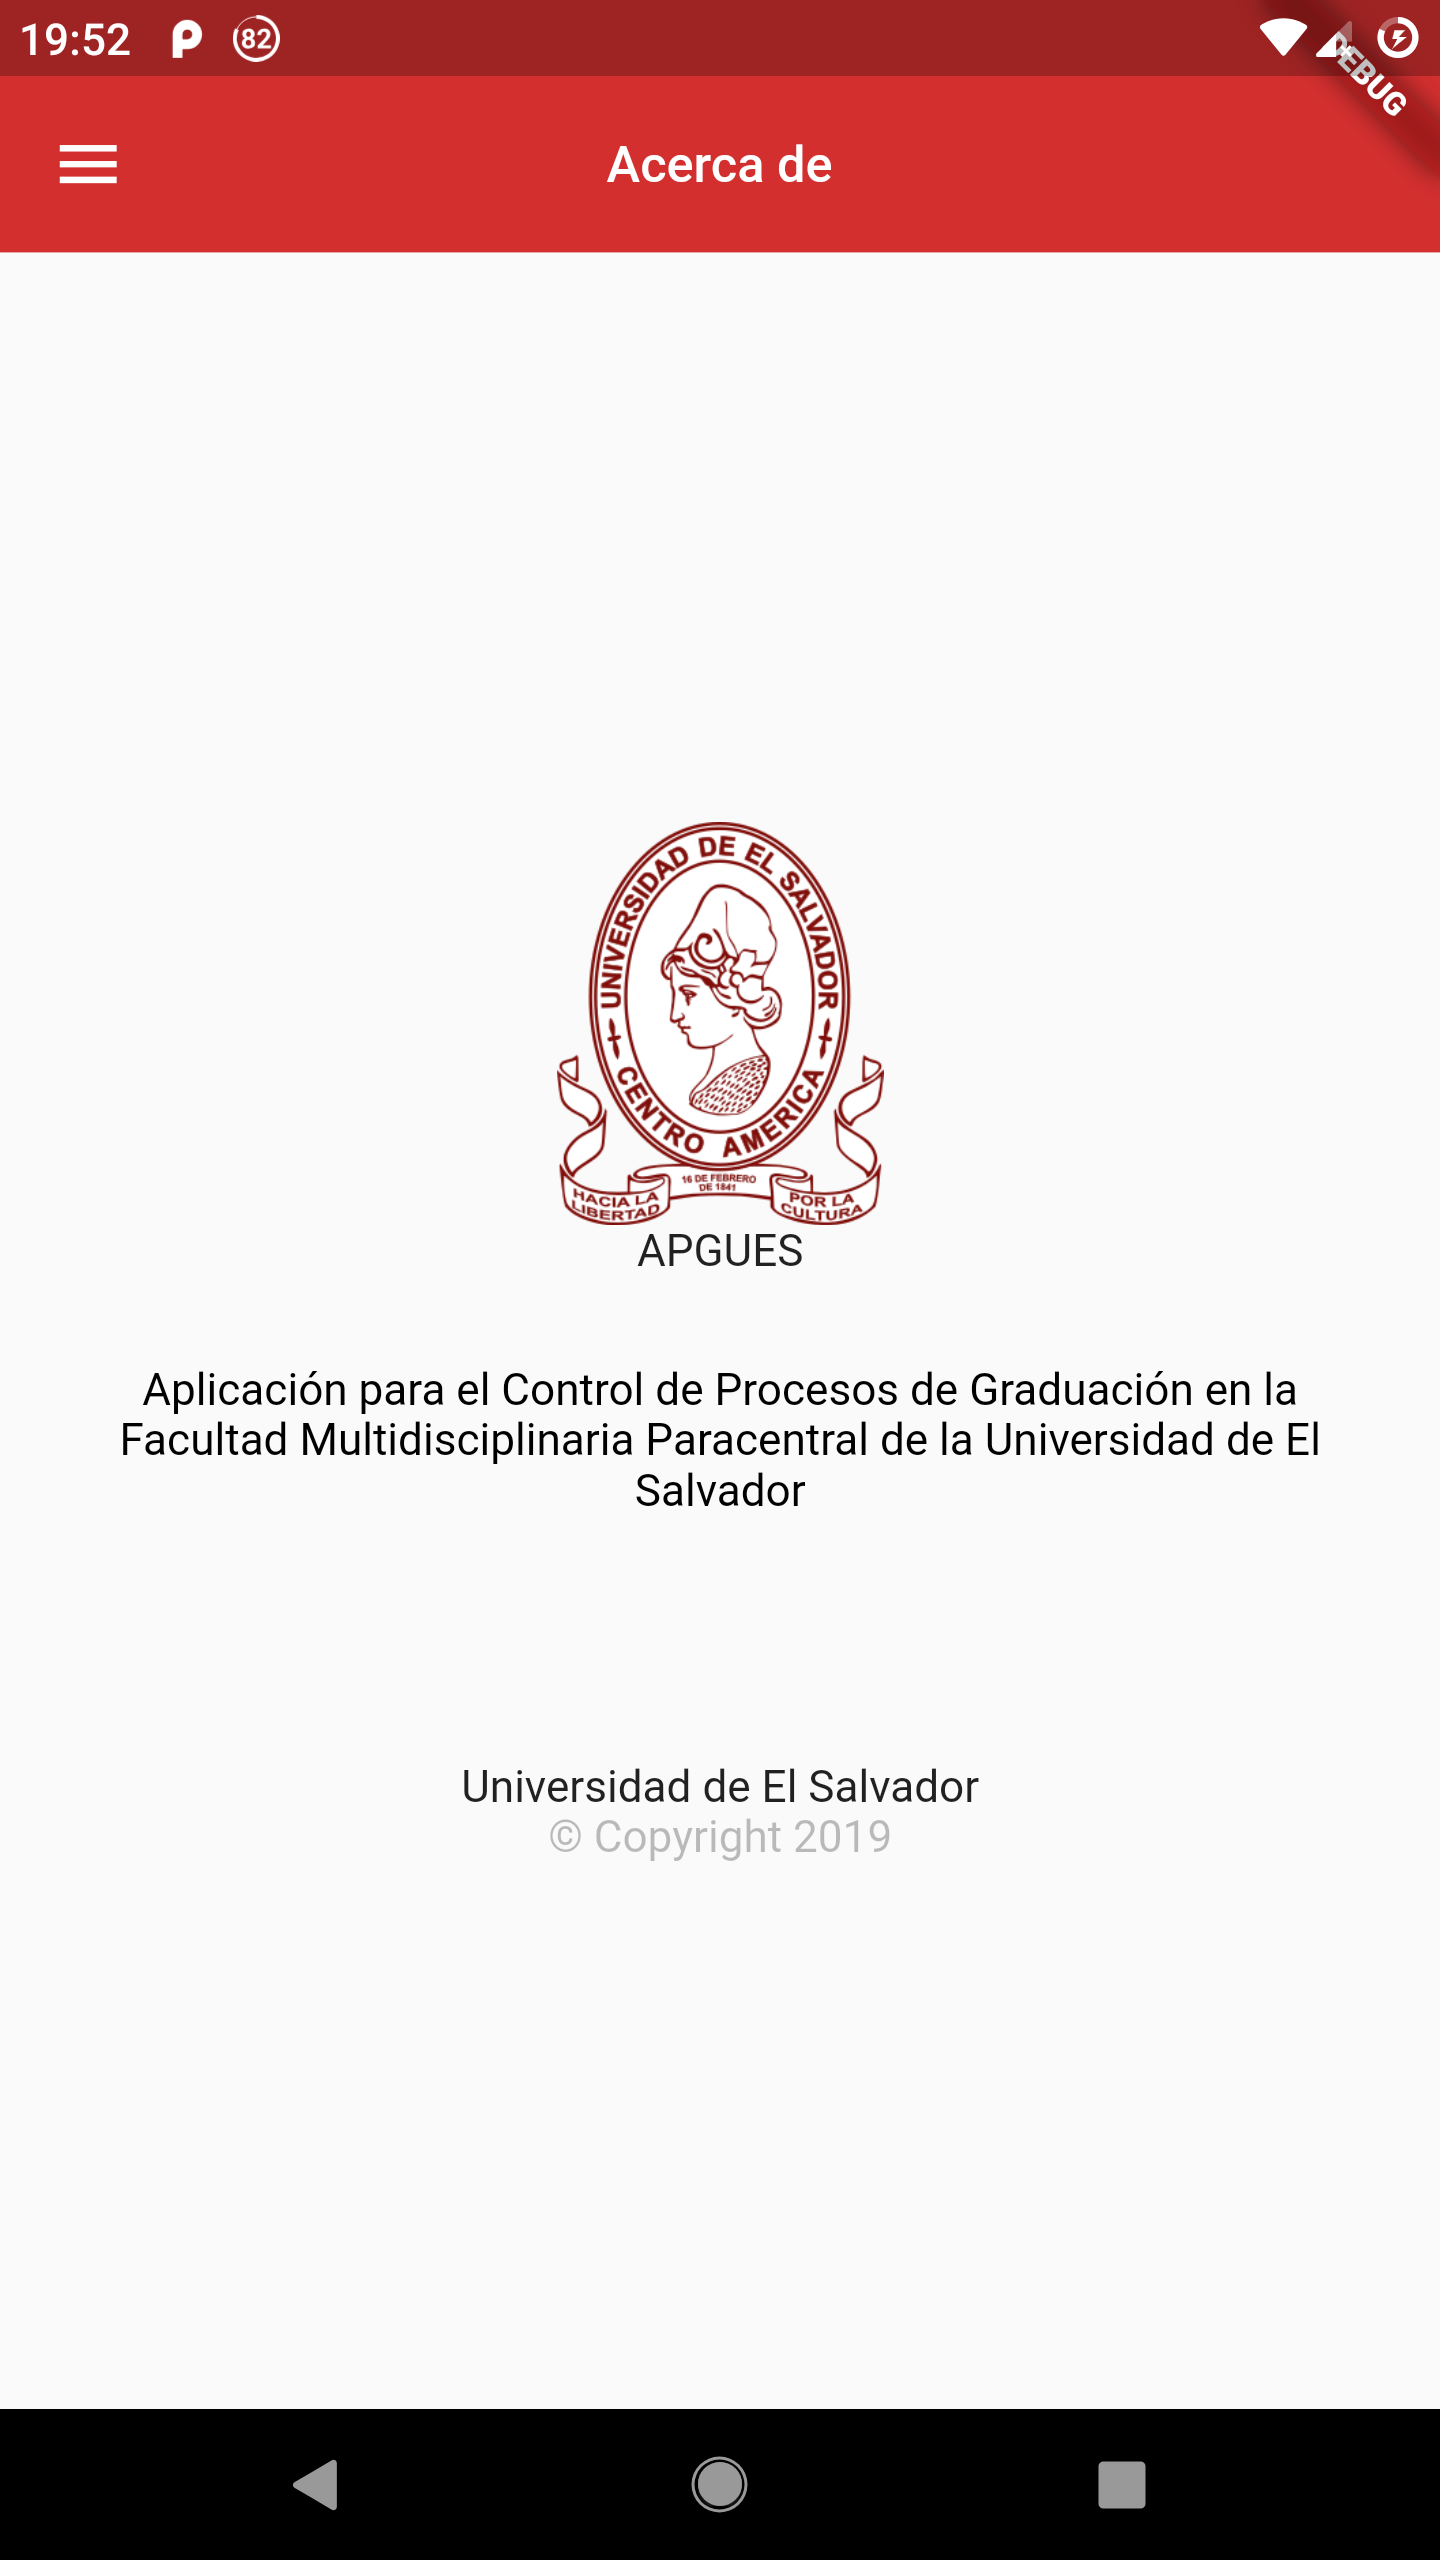 19:52
82
DEBUG
Acerca de
UNIVERSIDAD DE EL SALVADOR
CENTRO AMERICA
16 DE FEBRERO
DE 1841
HACIA LA
LIBERTAD
POR LA
CULTURA
APGUES
Aplicación para el Control de Procesos de Graduación en la
Facultad Multidisciplinaria Paracentral de la Universidad de El
Salvador
Universidad de El Salvador
© Copyright 2019